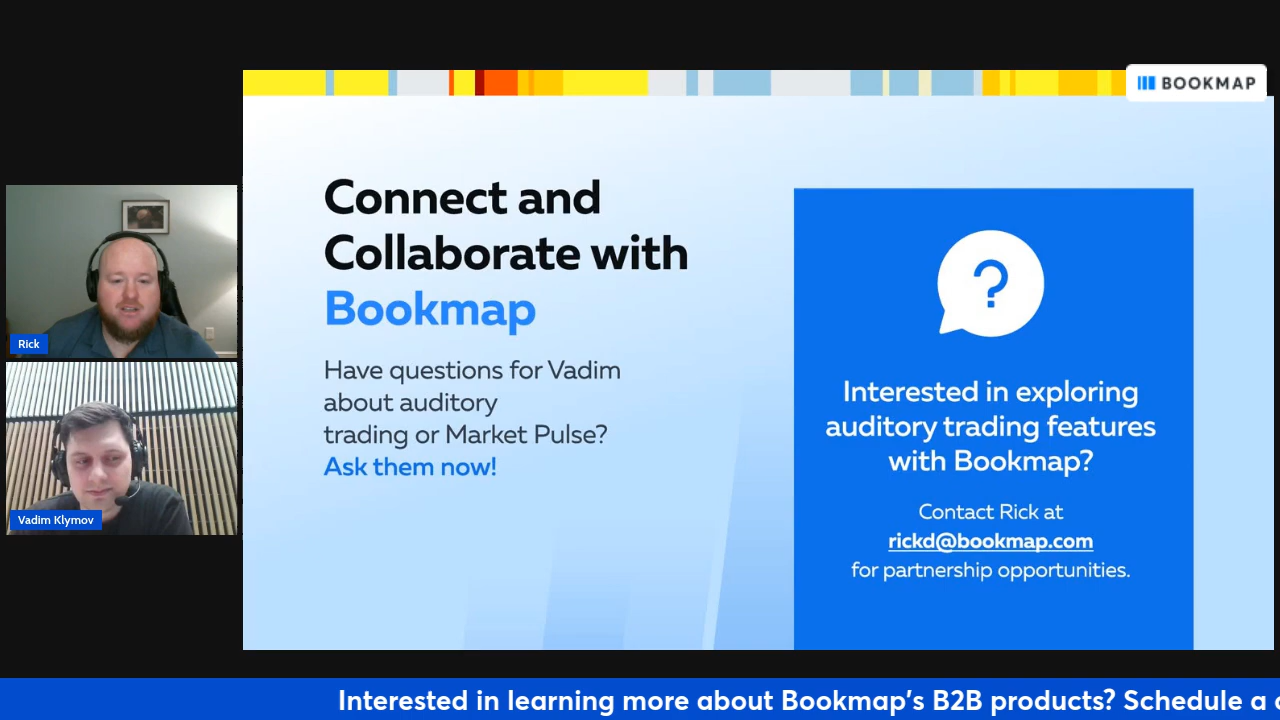 BOOKMAP
Connect and
Collaborate with
Bookmap
Have questions for Vadim
about auditory
trading or Market Pulse?
Ask them now!
Interested in exploring
auditory trading features
with Bookmap?
Contact Rick at
rickd@bookmap.com
for partnership opportunities.
Rick
Vadim Klymov
Interested in learning more about Bookmap's B2B products? Schedule a